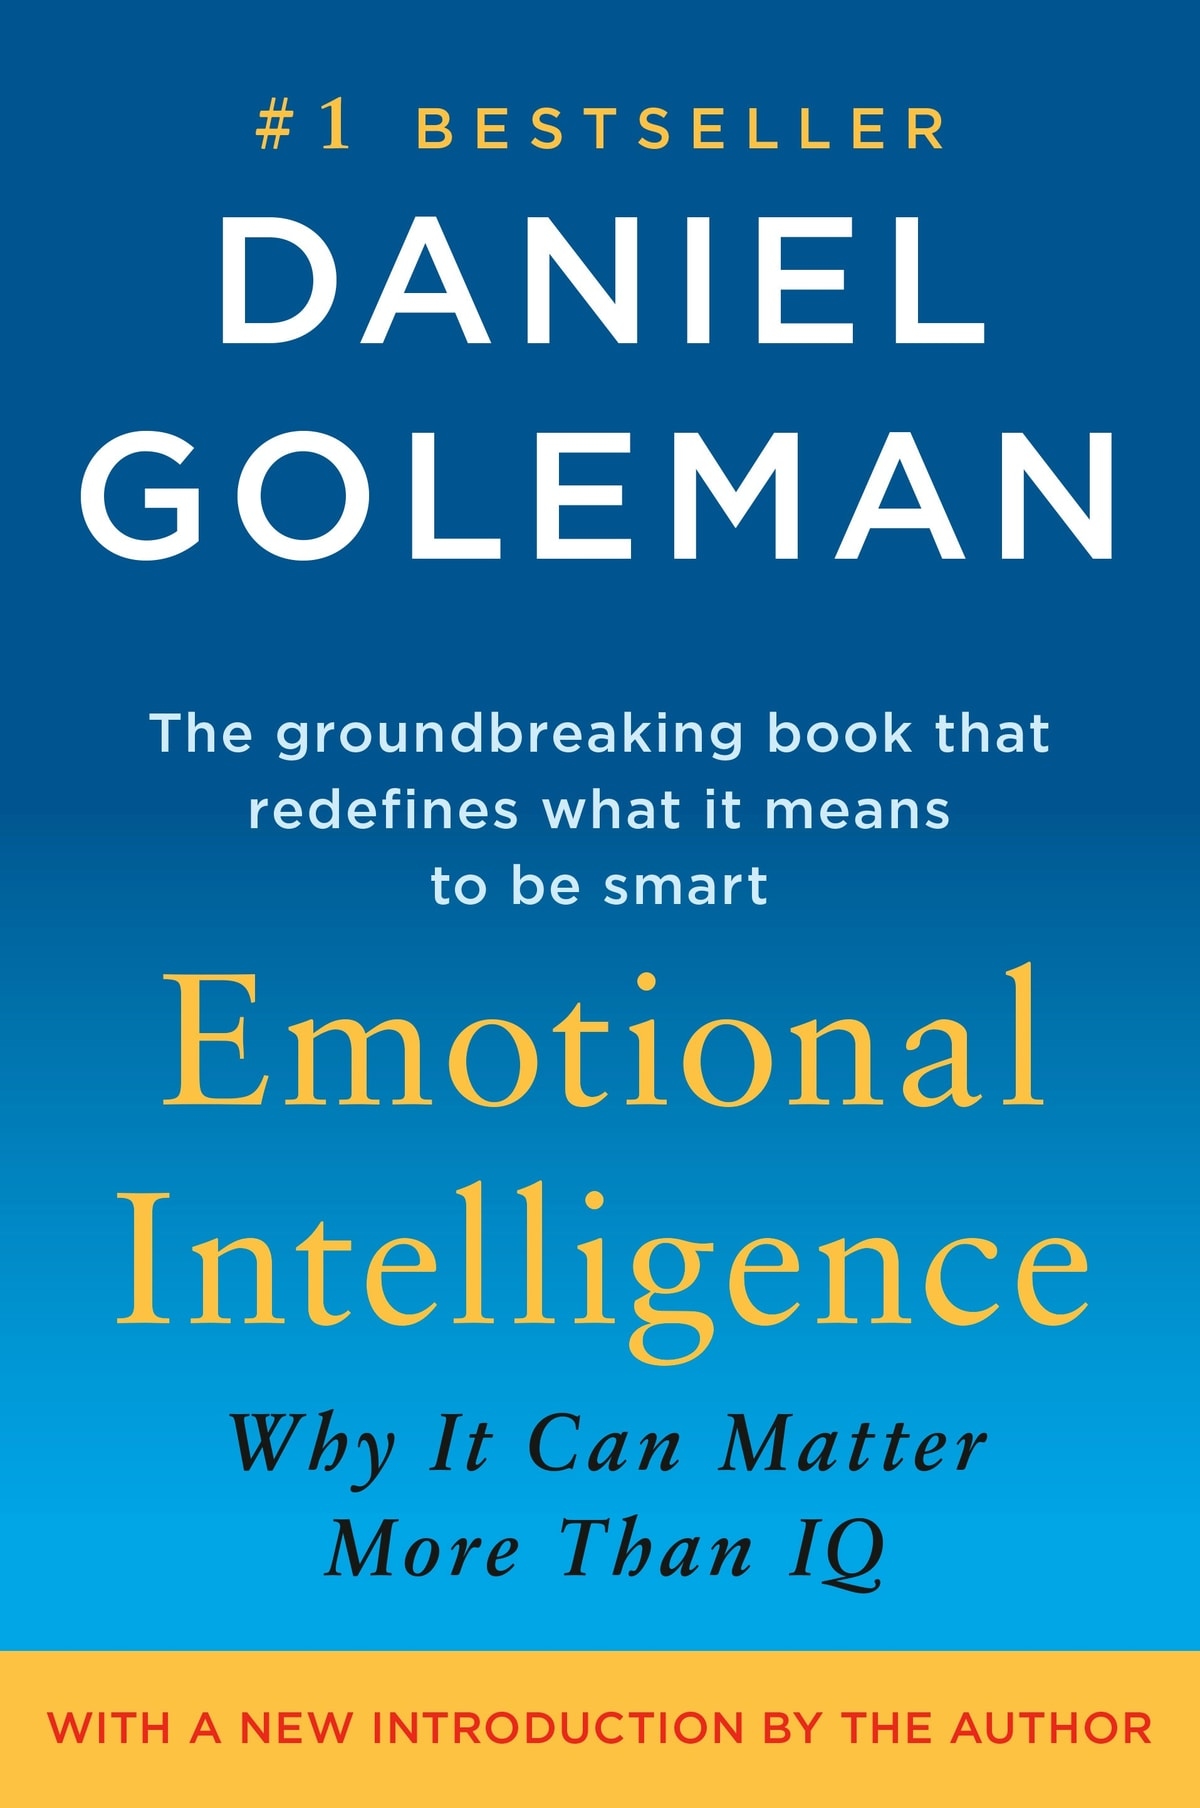 #1 BESTSELLER
DANIEL
GOLEMAN
The groundbreaking book that
redefines what it means
to be smart
Emotional
Intelligence
Why It Can Matter
More Than IQ
WITH A NEW INTRODUCTION BY THE AUTHOR